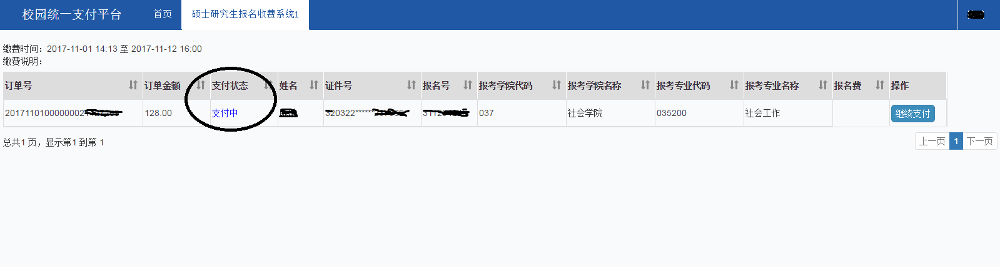 校园统一支付平台 首页 硕士研究生报名收费系统1
缴费时间：2017-11-01 14:13 至 2017-11-12 16:00
缴费说明：
订单号 订单金额 支付状态 姓名 证件号 报名号 报考学院代码 报考学院名称 报考专业代码 报考专业名称 报名费 操作
2017110100000002 128.00 支付中 320322****** 037 社会学院 035200 社会工作 继续支付
总共1 页，显示第1 到第 1 上一页 1 下一页